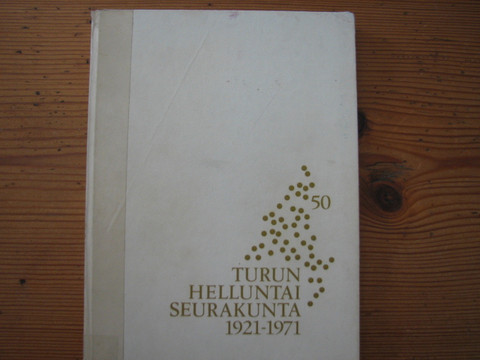 50
TURUN
HELLUNTAI
SEURAKUNTA
1921-1971